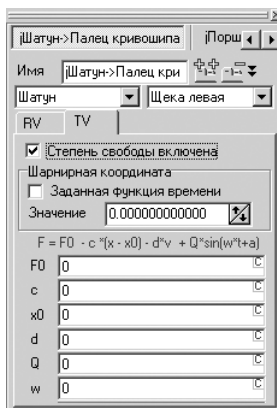 jШатун->Палец кривошипа jПорш
Имя jШатун->Палец кри
Шатун Щека левая
RV TV
Степень свободы включена
Шарнирная координата
Заданная функция времени
Значение 0.000000000000
F = F0 - c *(x - x0) - d*v + Q*sin(w*t+a)
F0 0 C
c 0 C
x0 0 C
d 0 C
Q 0 C
w 0 C